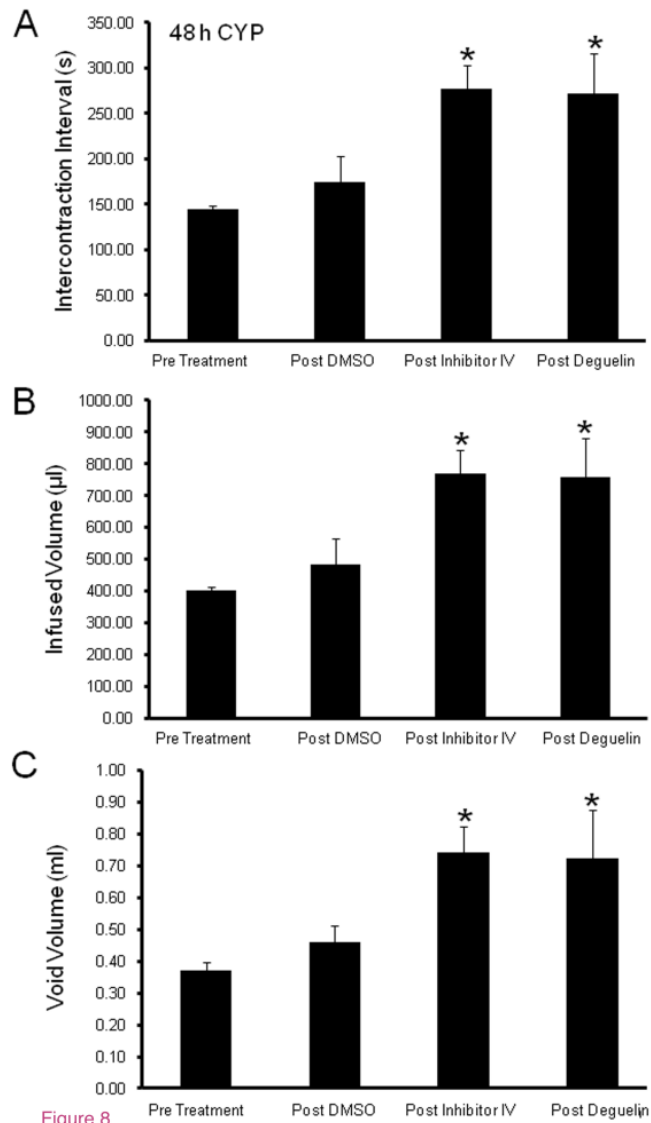 A
48h CYP
Intercontraction Interval (s)
350.00
300.00
250.00
200.00
150.00
100.00
50.00
0.00
*
*
Pre Treatment
Post DMSO
Post Inhibitor IV
Post Deguelin
B
Infused Volume (µl)
1000.00
900.00
800.00
700.00
600.00
500.00
400.00
300.00
200.00
100.00
0.00
*
*
Pre Treatment
Post DMSO
Post Inhibitor IV
Post Deguelin
C
Void Volume (ml)
1.00
0.90
0.80
0.70
0.60
0.50
0.40
0.30
0.20
0.10
0.00
*
*
Pre Treatment
Post DMSO
Post Inhibitor IV
Post Deguelin
Figure 8